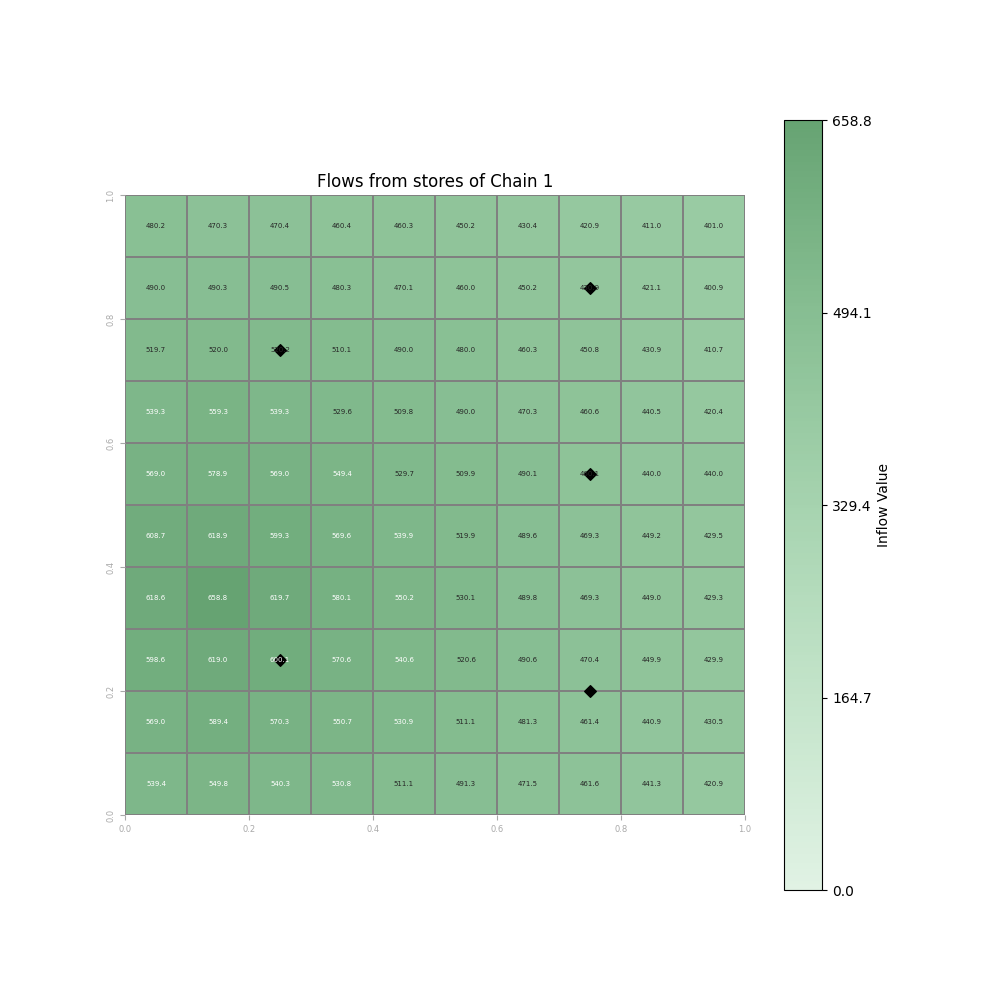 658.8
Flows from stores of Chain 1
1.0
480.2 470.3 470.4 460.4 460.3 450.2 430.4 420.9 411.0 401.0
490.0 490.3 490.5 480.3 470.1 460.0 450.2 421.1 400.9
0.8
494.1
519.7 520.0 510.1 490.0 480.0 460.3 450.8 430.9 410.7
539.3 559.3 539.3 529.6 509.8 490.0 470.3 460.6 440.5 420.4
0.6
569.0 578.9 569.0 549.4 529.7 509.9 490.1 440.0 440.0
329.4
Inflow Value
608.7 618.9 599.3 569.6 539.9 519.9 489.6 469.3 449.2 429.5
0.4
618.6 658.8 619.7 580.1 550.2 530.1 489.8 469.3 449.0 429.3
598.6 619.0 570.6 540.6 520.6 490.6 470.4 449.9 429.9
0.2
164.7
569.0 589.4 570.3 550.7 530.9 511.1 481.3 461.4 440.9 430.5
539.4 549.8 540.3 530.8 511.1 491.3 471.5 461.6 441.3 420.9
0.0
0.0 0.2 0.4 0.6 0.8 1.0
0.0